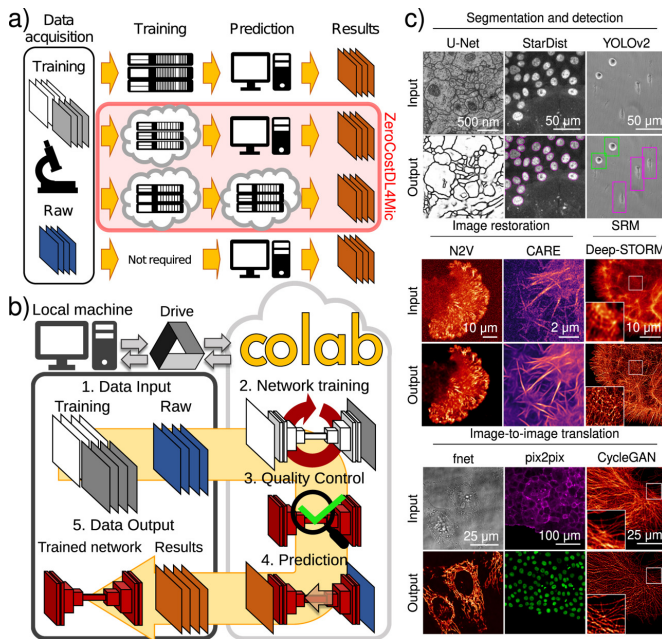 a)
Data
acquisition
Training
Prediction
Results
Training
Raw
Not required
ZeroCostDL4Mic
b)
Local machine
Drive
colab
1. Data Input
Training
Raw
2. Network training
3. Quality Control
4. Prediction
5. Data Output
Trained network
Results
c)
Segmentation and detection
U-Net
StarDist
YOLOv2
Input
500 nm
50 μm
50 μm
Output
Image restoration
SRM
N2V
CARE
Deep-STORM
Input
10 μm
2 μm
10 μm
Output
Image-to-image translation
fnet
pix2pix
CycleGAN
Input
25 μm
100 μm
25 μm
Output